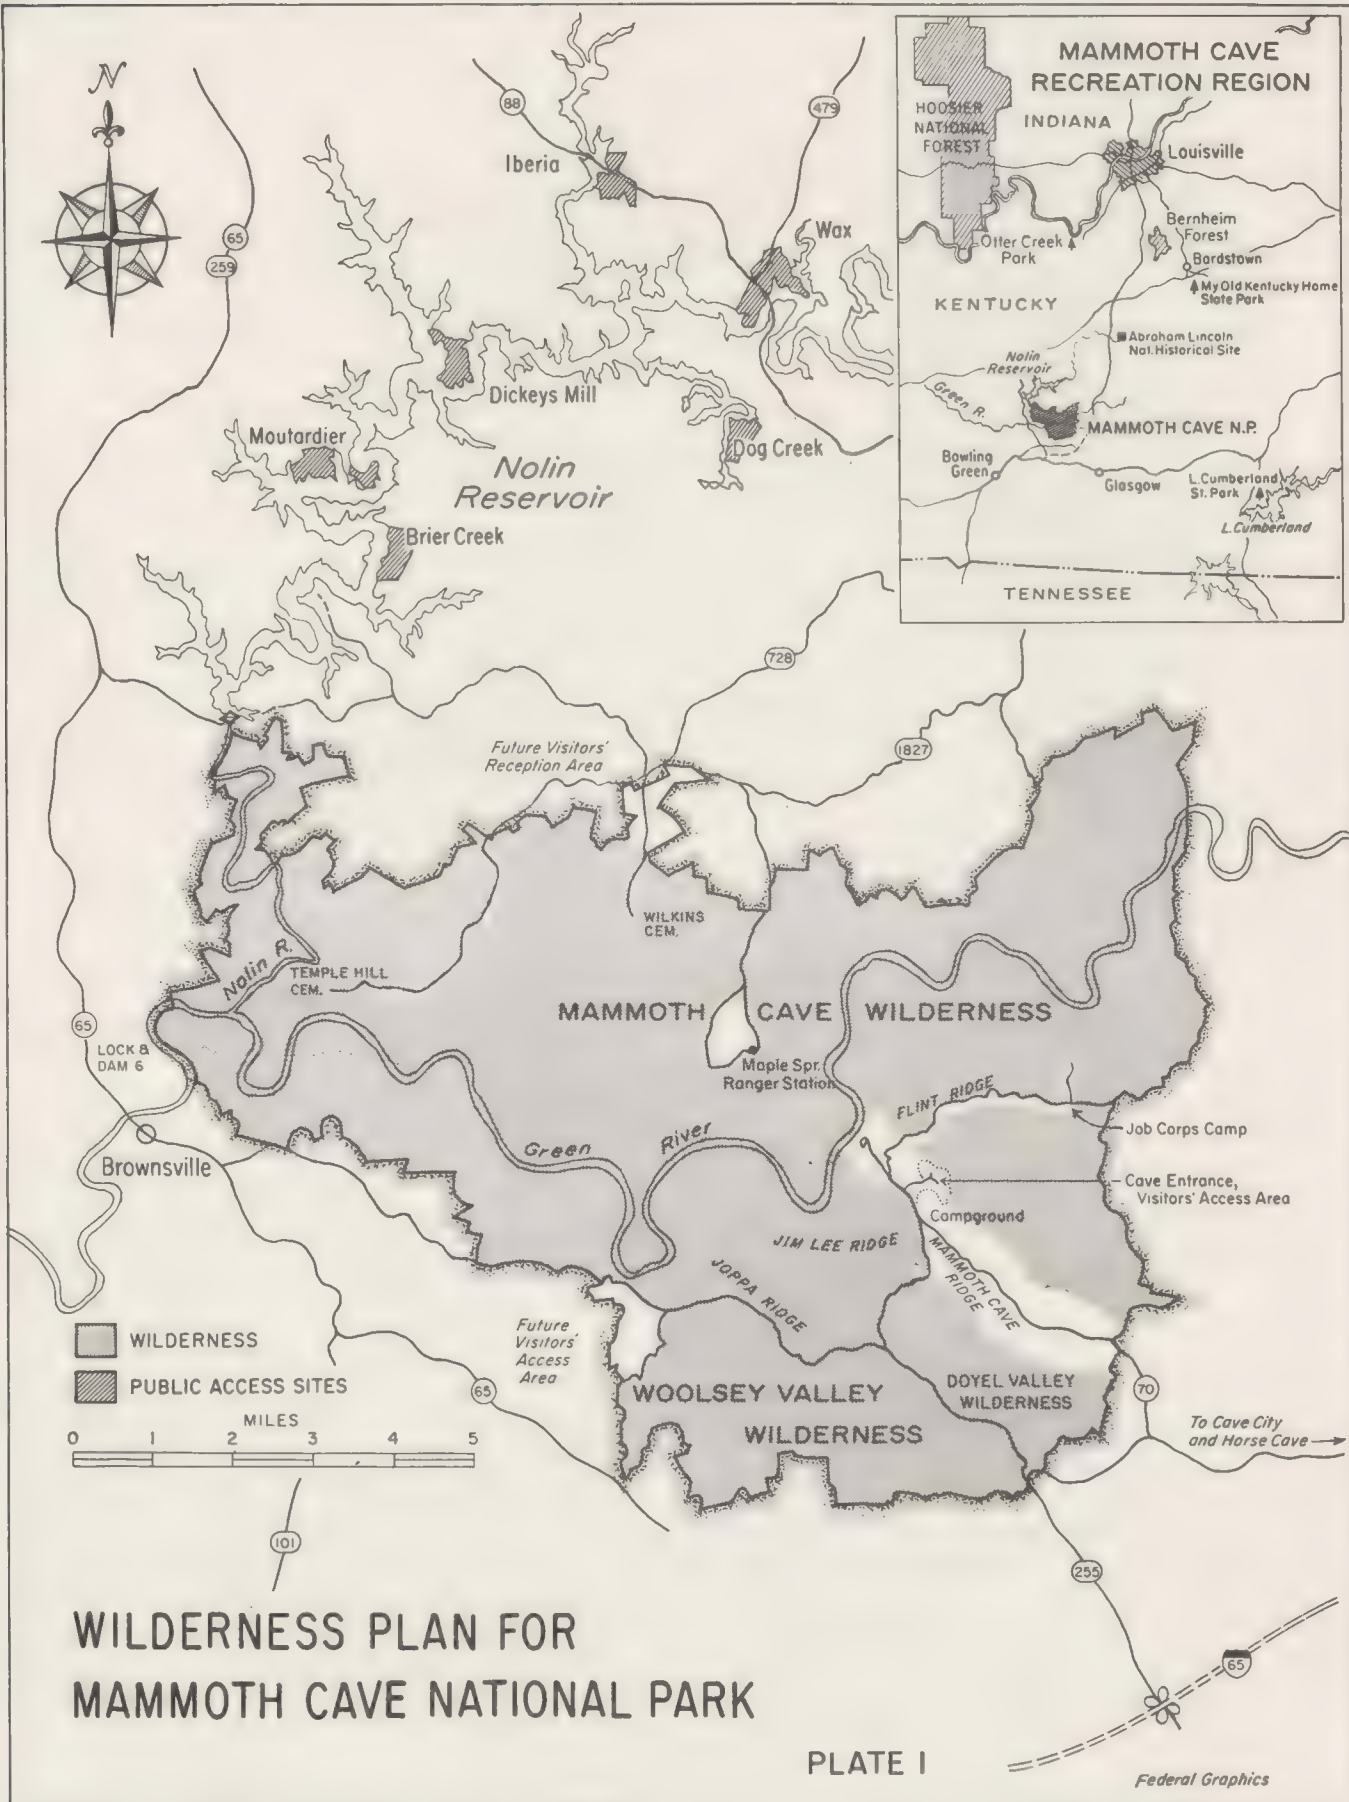 N
88
479
Iberia
Wax
65
259
Dickeys Mill
Moutardier
Dog Creek
Nolin
Reservoir
Brier Creek
MAMMOTH CAVE
RECREATION REGION
HOOSIER
NATIONAL
FOREST
INDIANA
Louisville
Bernheim
Forest
Otter Creek
Park
Bardstown
My Old Kentucky Home
State Park
KENTUCKY
Abraham Lincoln
Nat. Historical Site
Nolin
Reservoir
Green R.
MAMMOTH CAVE N.P.
Bowling
Green
Glasgow
L.Cumberland
St. Park
L.Cumberland
TENNESSEE
728
1827
Future Visitors'
Reception Area
WILKINS
CEM.
Nolin R.
TEMPLE HILL
CEM.
MAMMOTH CAVE WILDERNESS
65
LOCK &
DAM 6
Maple Spr.
Ranger Station
FLINT RIDGE
Job Corps Camp
Brownsville
Green River
Cave Entrance,
Visitors' Access Area
Campground
JIM LEE RIDGE
MAMMOTH CAVE
RIDGE
JOPPA RIDGE
Future
Visitors'
Access
Area
WILDERNESS
PUBLIC ACCESS SITES
65
WOOLSEY VALLEY
WILDERNESS
DOYEL VALLEY
WILDERNESS
70
To Cave City
and Horse Cave
MILES
0 1 2 3 4 5
101
255
65
WILDERNESS PLAN FOR
MAMMOTH CAVE NATIONAL PARK
PLATE I
Federal Graphics